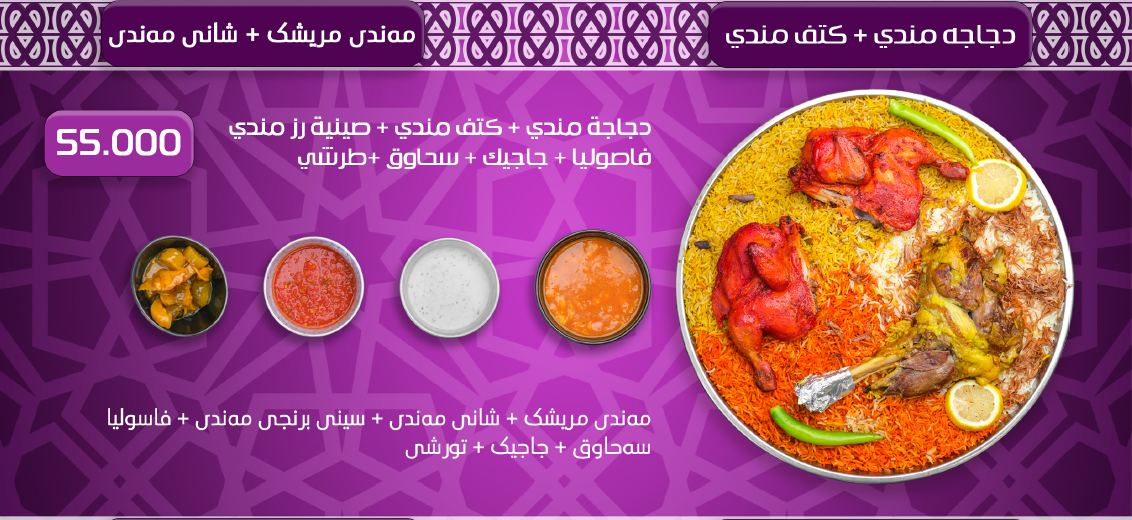 دجاجه مندي + كتف مندي
مەندی مریشک + شانی مەندی
دجاجة مندي + كتف مندي + صينية رز مندي
فاصوليا + جاجيك + سحاوق +طرشي
55.000
مەندی مریشک + شانی مەندی + سینی برنجی مەندی + فاسولیا
سەحاوق + جاجیک + تورشی